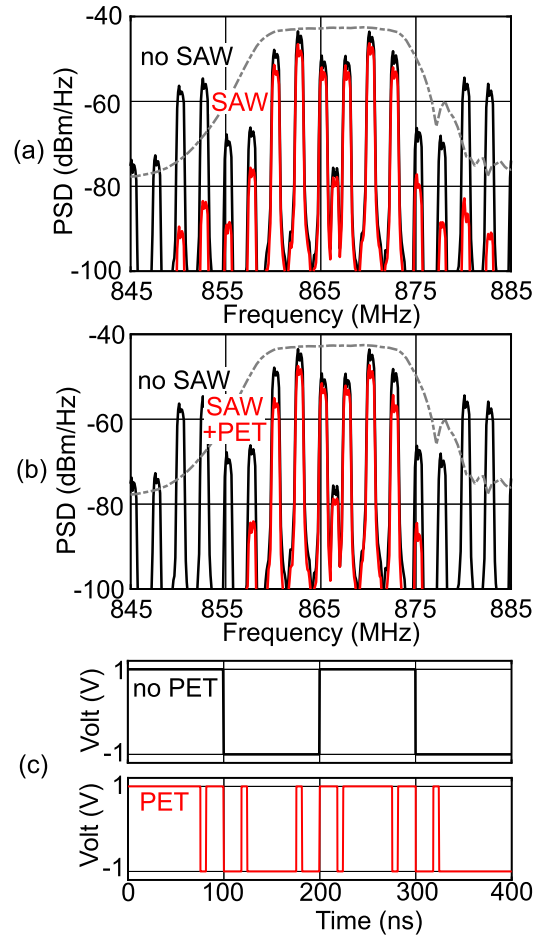 -40
no SAW
-60
SAW
(a)
PSD (dBm/Hz)
-80
-100
845 855 865 875 885
Frequency (MHz)
-40
no SAW
SAW
+PET
-60
(b)
PSD (dBm/Hz)
-80
-100
845 855 865 875 885
Frequency (MHz)
1
no PET
Volt (V)
-1
(c)
1
PET
Volt (V)
-1
0 100 200 300 400
Time (ns)